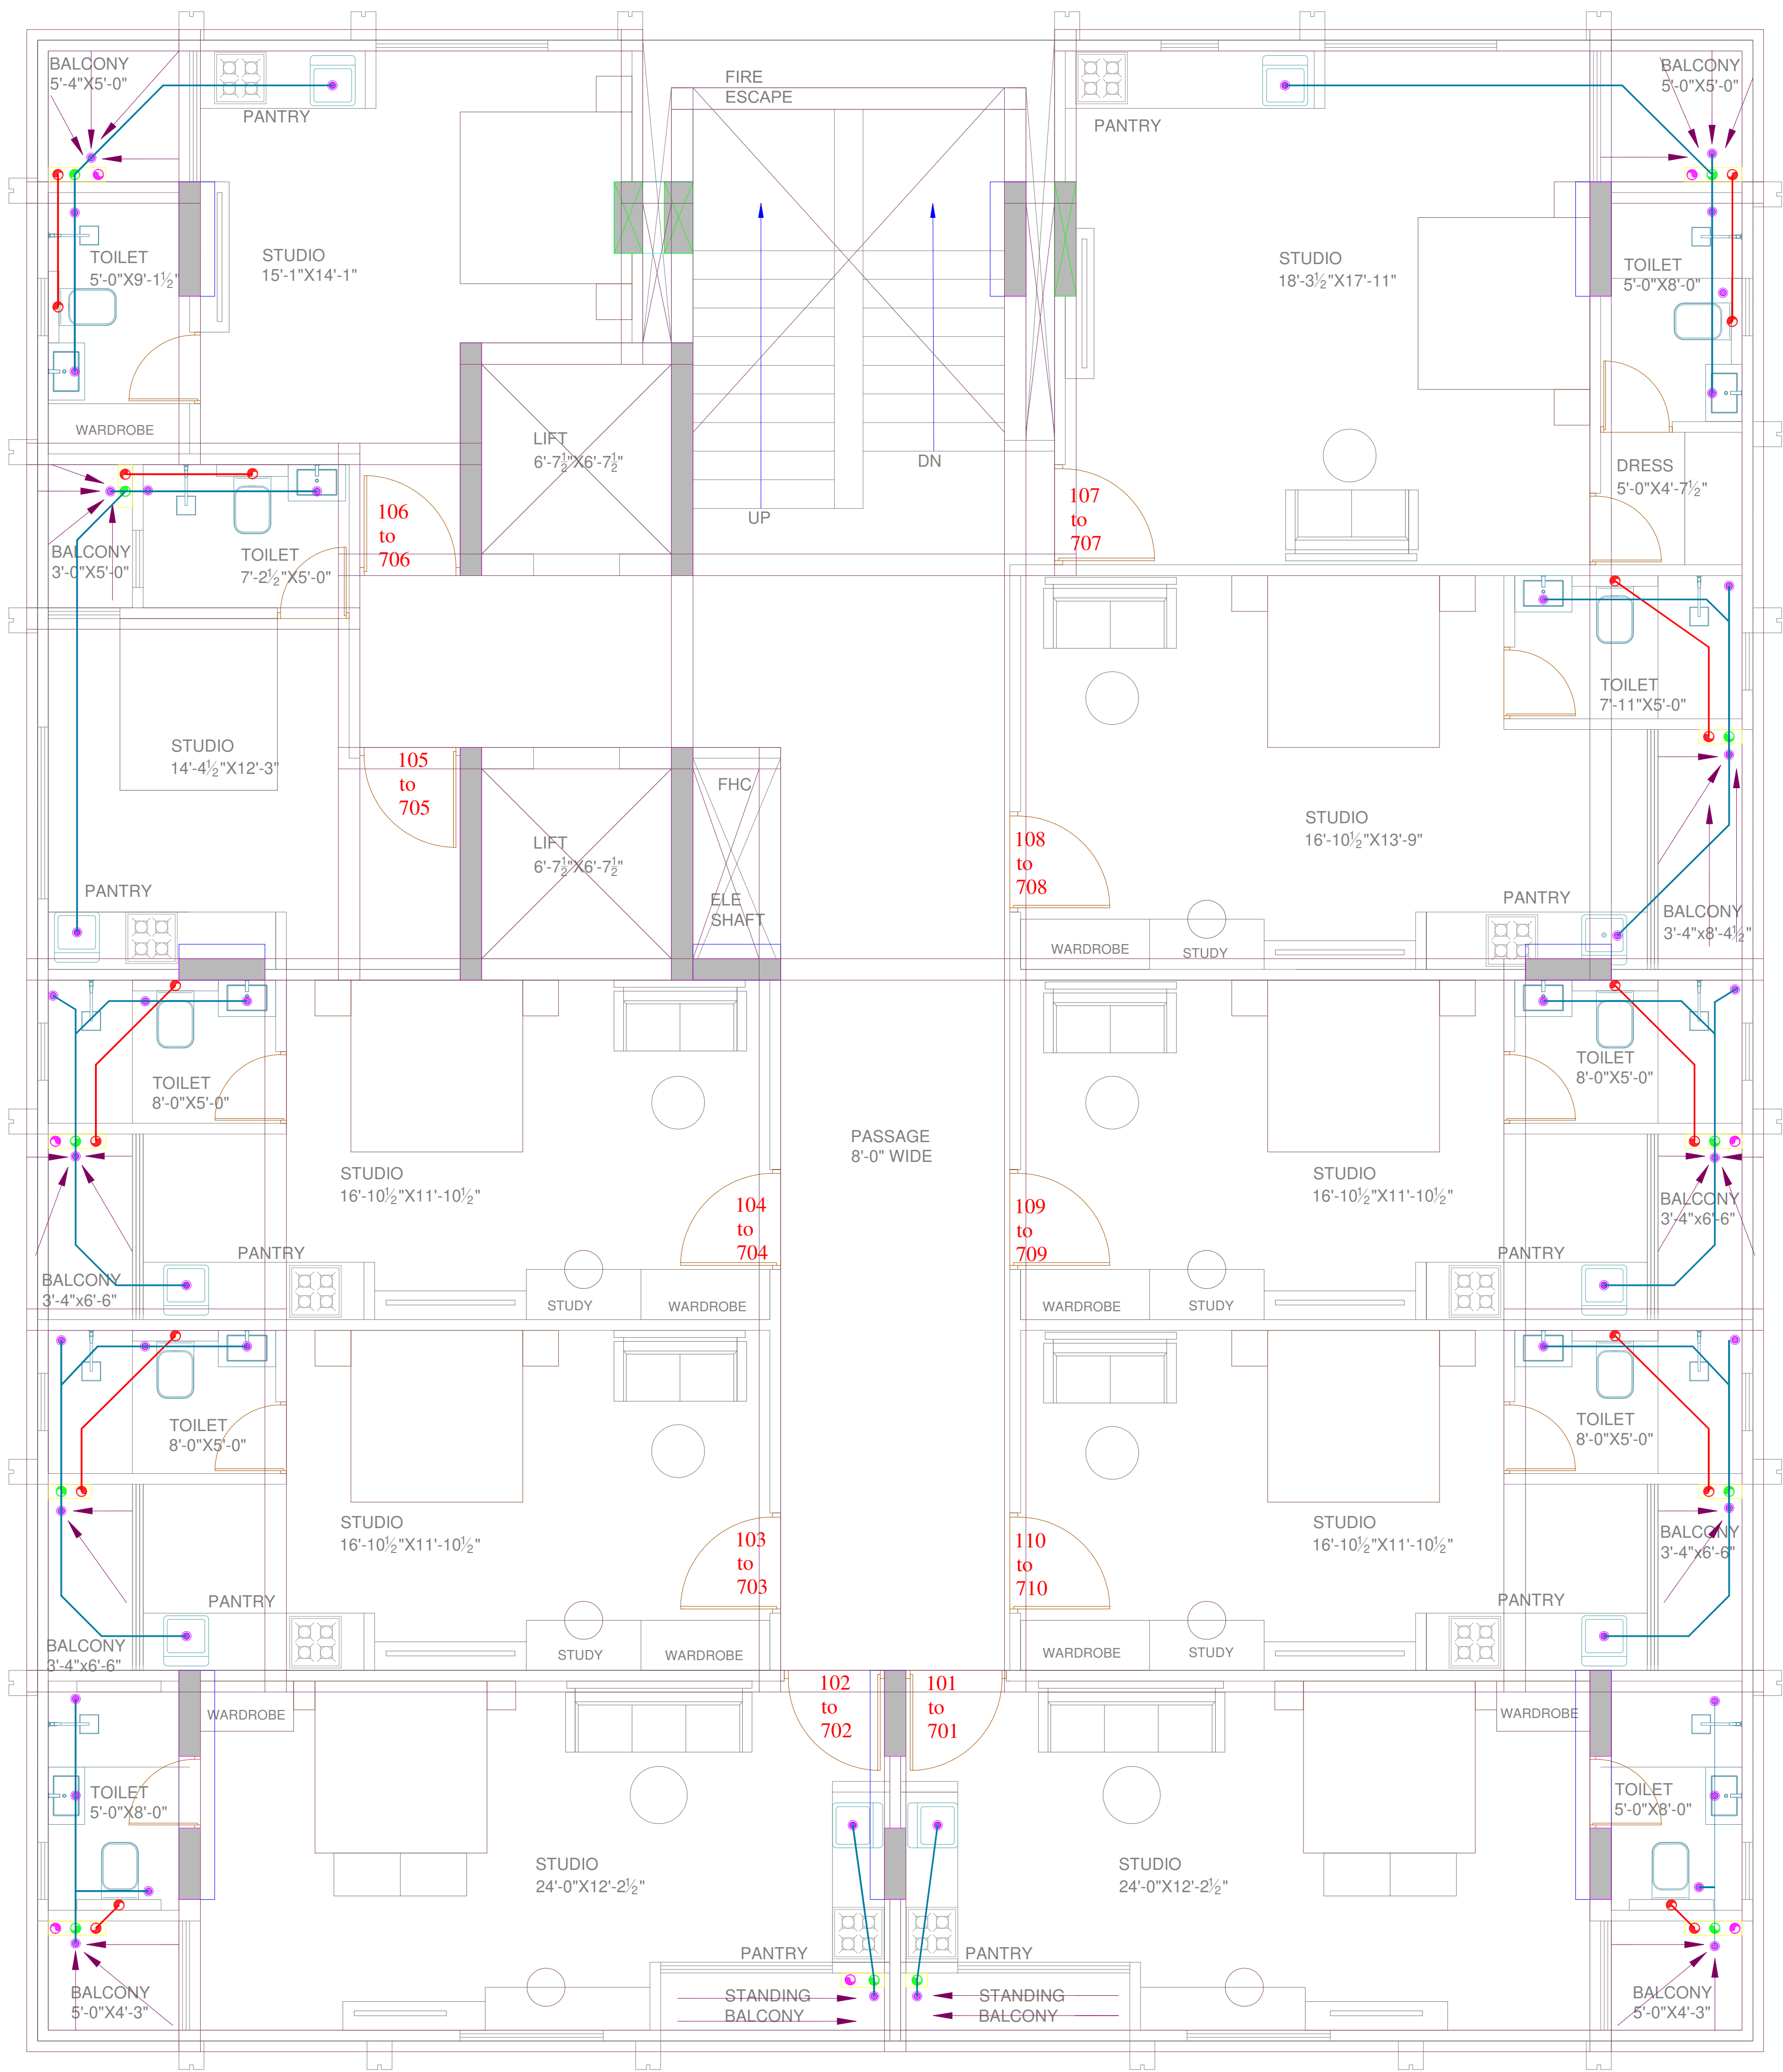 BALCONY
5'-4"X5'-0"
PANTRY
FIRE
ESCAPE
PANTRY
BALCONY
5'-0"X5'-0"
TOILET
5'-0"X9'-1½"
STUDIO
15'-1"X14'-1"
STUDIO
18'-3½"X17'-11"
TOILET
5'-0"X8'-0"
WARDROBE
LIFT
6'-7½"X6'-7½"
DN
UP
DRESS
5'-0"X4'-7½"
106
to
706
107
to
707
BALCONY
3'-0"X5'-0"
TOILET
7'-2½"X5'-0"
TOILET
7'-11"X5'-0"
STUDIO
14'-4½"X12'-3"
105
to
705
FHC
STUDIO
16'-10½"X13'-9"
LIFT
6'-7½"X6'-7½"
108
to
708
PANTRY
ELE
SHAFT
PANTRY
BALCONY
3'-4"x8'-4½"
WARDROBE
STUDY
TOILET
8'-0"X5'-0"
TOILET
8'-0"X5'-0"
PASSAGE
8'-0" WIDE
STUDIO
16'-10½"X11'-10½"
STUDIO
16'-10½"X11'-10½"
104
to
704
109
to
709
BALCONY
3'-4"x6'-6"
PANTRY
PANTRY
BALCONY
3'-4"x6'-6"
STUDY
WARDROBE
WARDROBE
STUDY
TOILET
8'-0"X5'-0"
TOILET
8'-0"X5'-0"
STUDIO
16'-10½"X11'-10½"
STUDIO
16'-10½"X11'-10½"
103
to
703
110
to
710
BALCONY
3'-4"x6'-6"
PANTRY
PANTRY
BALCONY
3'-4"x6'-6"
STUDY
WARDROBE
WARDROBE
STUDY
102
to
702
101
to
701
WARDROBE
WARDROBE
TOILET
5'-0"X8'-0"
TOILET
5'-0"X8'-0"
STUDIO
24'-0"X12'-2½"
STUDIO
24'-0"X12'-2½"
PANTRY
PANTRY
BALCONY
5'-0"X4'-3"
STANDING
BALCONY
STANDING
BALCONY
BALCONY
5'-0"X4'-3"